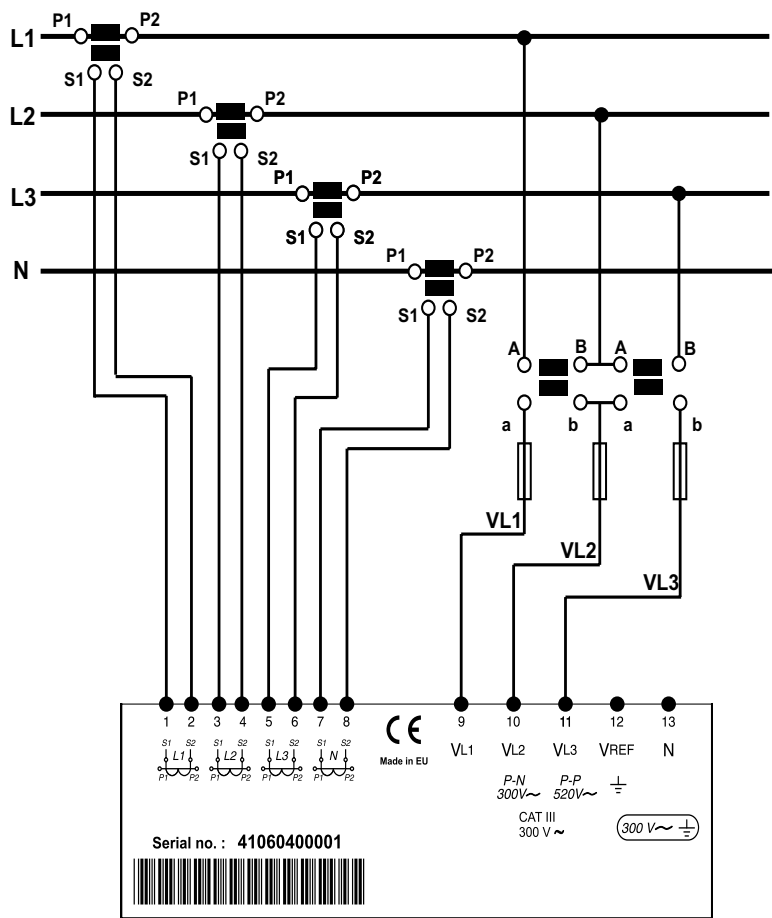 P1 P2
L1
S1 S2
P1 P2
L2
S1 S2
P1 P2
L3
S1 S2
P1 P2
N
S1 S2
A B A B
a b a b
VL1
VL2
VL3
1 2 3 4 5 6 7 8 9 10 11 12 13
S1 S2 S1 S2 S1 S2 S1 S2
L1 L2 L3 N
P1 P2 P1 P2 P1 P2 P1 P2
CE
Made in EU
VL1 VL2 VL3 VREF N
P-N P-P
300V~ 520V~ ⏚
CAT III
300 V ~
300 V~ ⏚
Serial no. : 41060400001